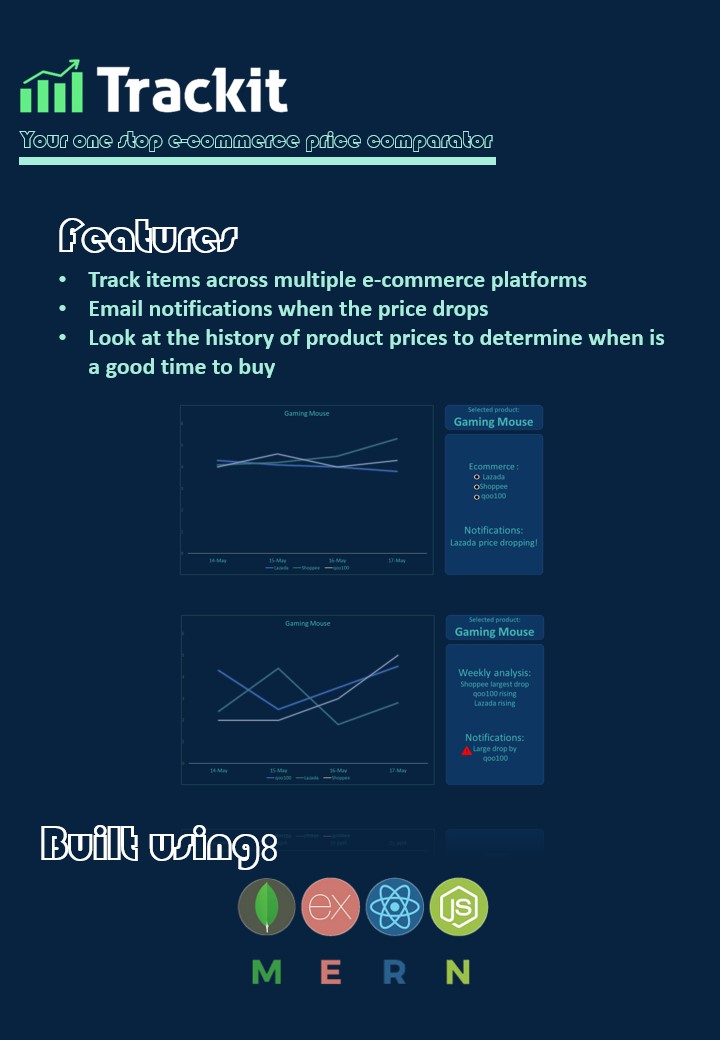 Trackit
Your one stop e-commerce price comparator
Features
• Track items across multiple e-commerce platforms
• Email notifications when the price drops
• Look at the history of product prices to determine when is
a good time to buy
Gaming Mouse
14-May 15-May 16-May 17-May
Lazada Shoppee qoo100
Selected product:
Gaming Mouse
Ecommerce :
Lazada
Shoppee
qoo100
Notifications:
Lazada price dropping!
Gaming Mouse
14-May 15-May 16-May 17-May
qoo100 Lazada Shoppee
Selected product:
Gaming Mouse
Weekly analysis:
Shoppee largest drop
qoo100 rising
Lazada rising
Notifications:
Large drop by
qoo100
Built using:
ex
JS
M E R N